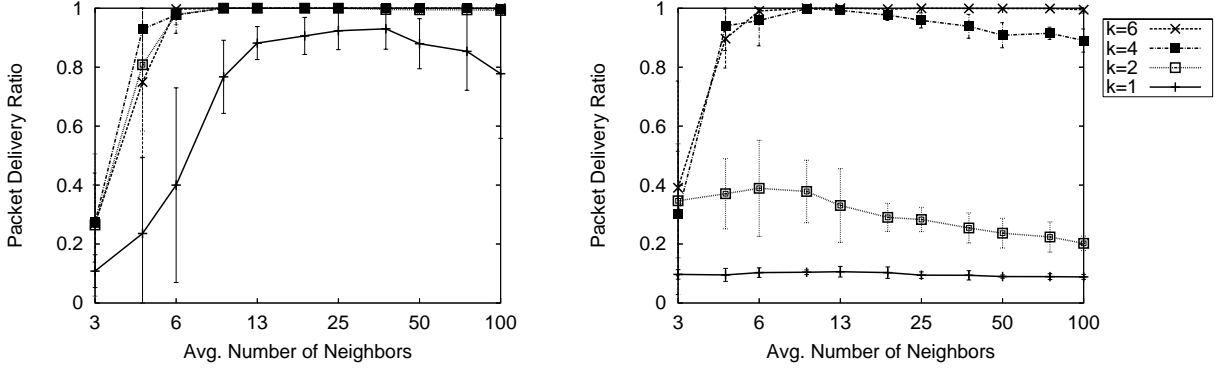 Packet Delivery Ratio
1
0.8
0.6
0.4
0.2
0
3 6 13 25 50 100
Avg. Number of Neighbors
Packet Delivery Ratio
1
0.8
0.6
0.4
0.2
0
3 6 13 25 50 100
Avg. Number of Neighbors
k=6
k=4
k=2
k=1